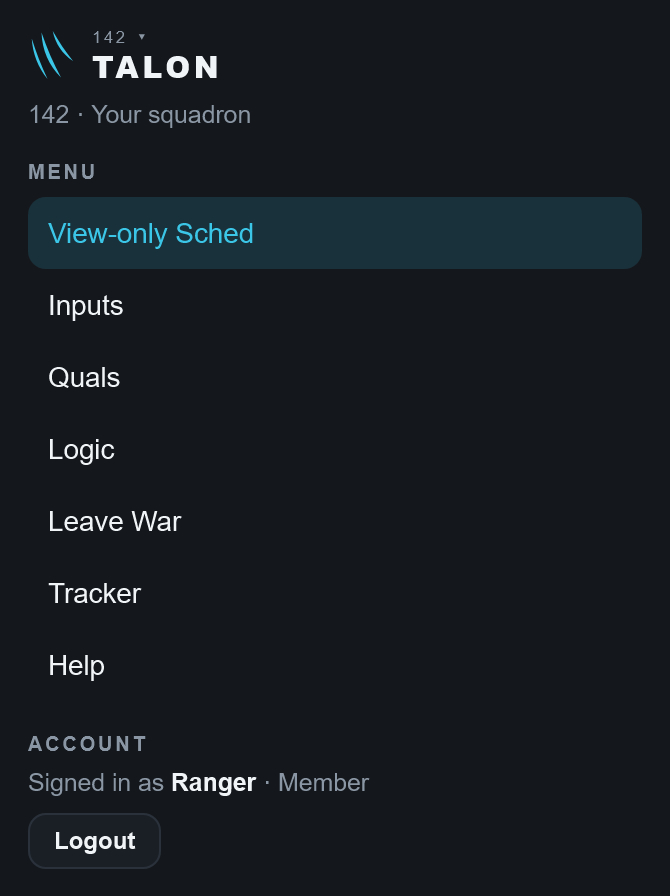 142 ▾
TALON
142 · Your squadron
MENU
View-only Sched
Inputs
Quals
Logic
Leave War
Tracker
Help
ACCOUNT
Signed in as Ranger · Member
Logout